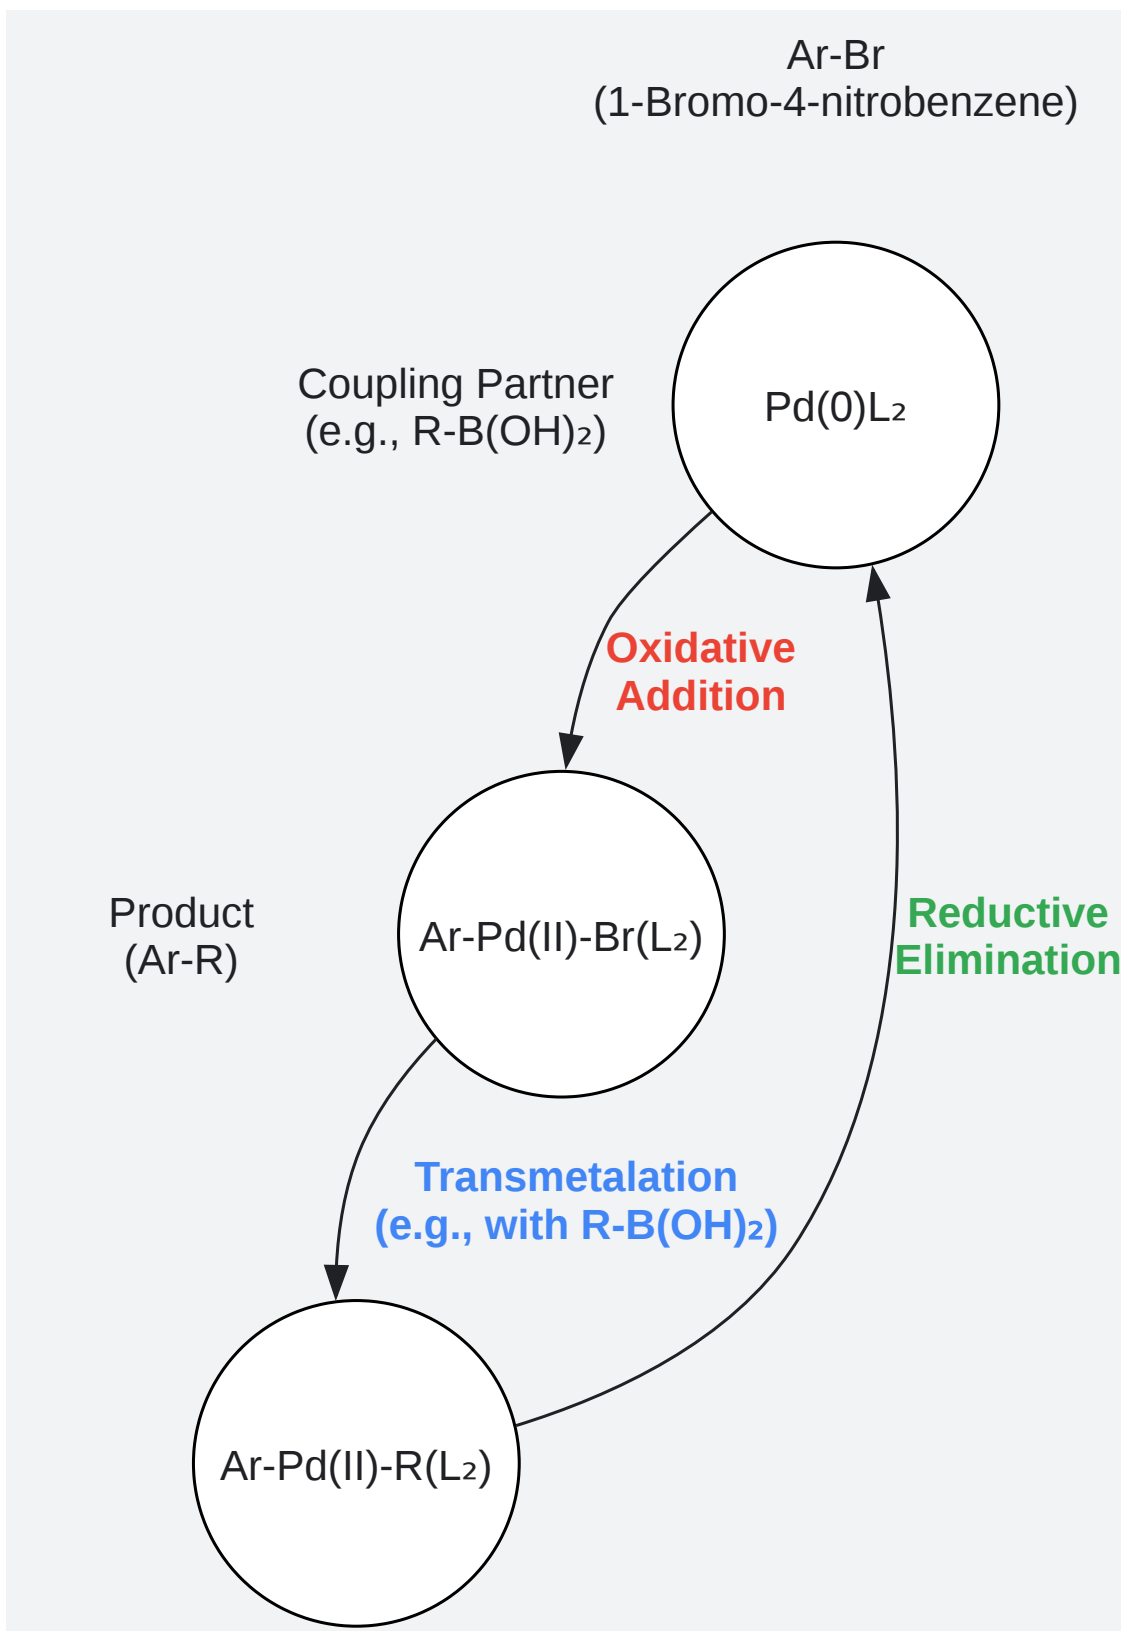 Ar-Br
(1-Bromo-4-nitrobenzene)
Coupling Partner
(e.g., R-B(OH)₂)
Pd(0)L₂
Oxidative
Addition
Product
(Ar-R)
Ar-Pd(II)-Br(L₂)
Reductive
Elimination
Transmetalation
(e.g., with R-B(OH)₂)
Ar-Pd(II)-R(L₂)